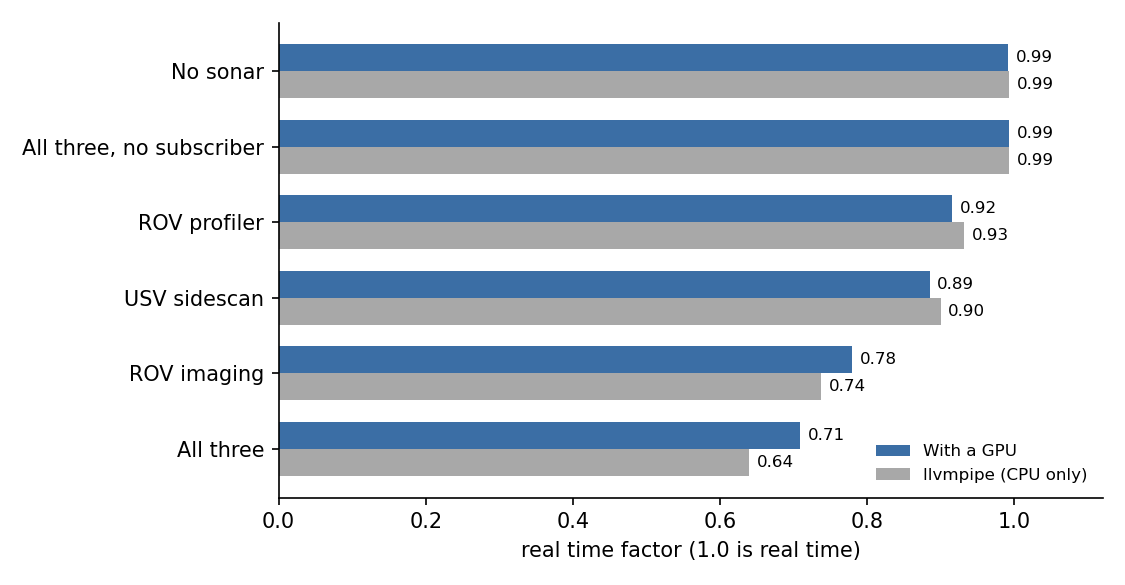 No sonar
0.99
0.99
All three, no subscriber
0.99
0.99
ROV profiler
0.92
0.93
USV sidescan
0.89
0.90
ROV imaging
0.78
0.74
All three
0.71
0.64
With a GPU
llvmpipe (CPU only)
0.0 0.2 0.4 0.6 0.8 1.0
real time factor (1.0 is real time)